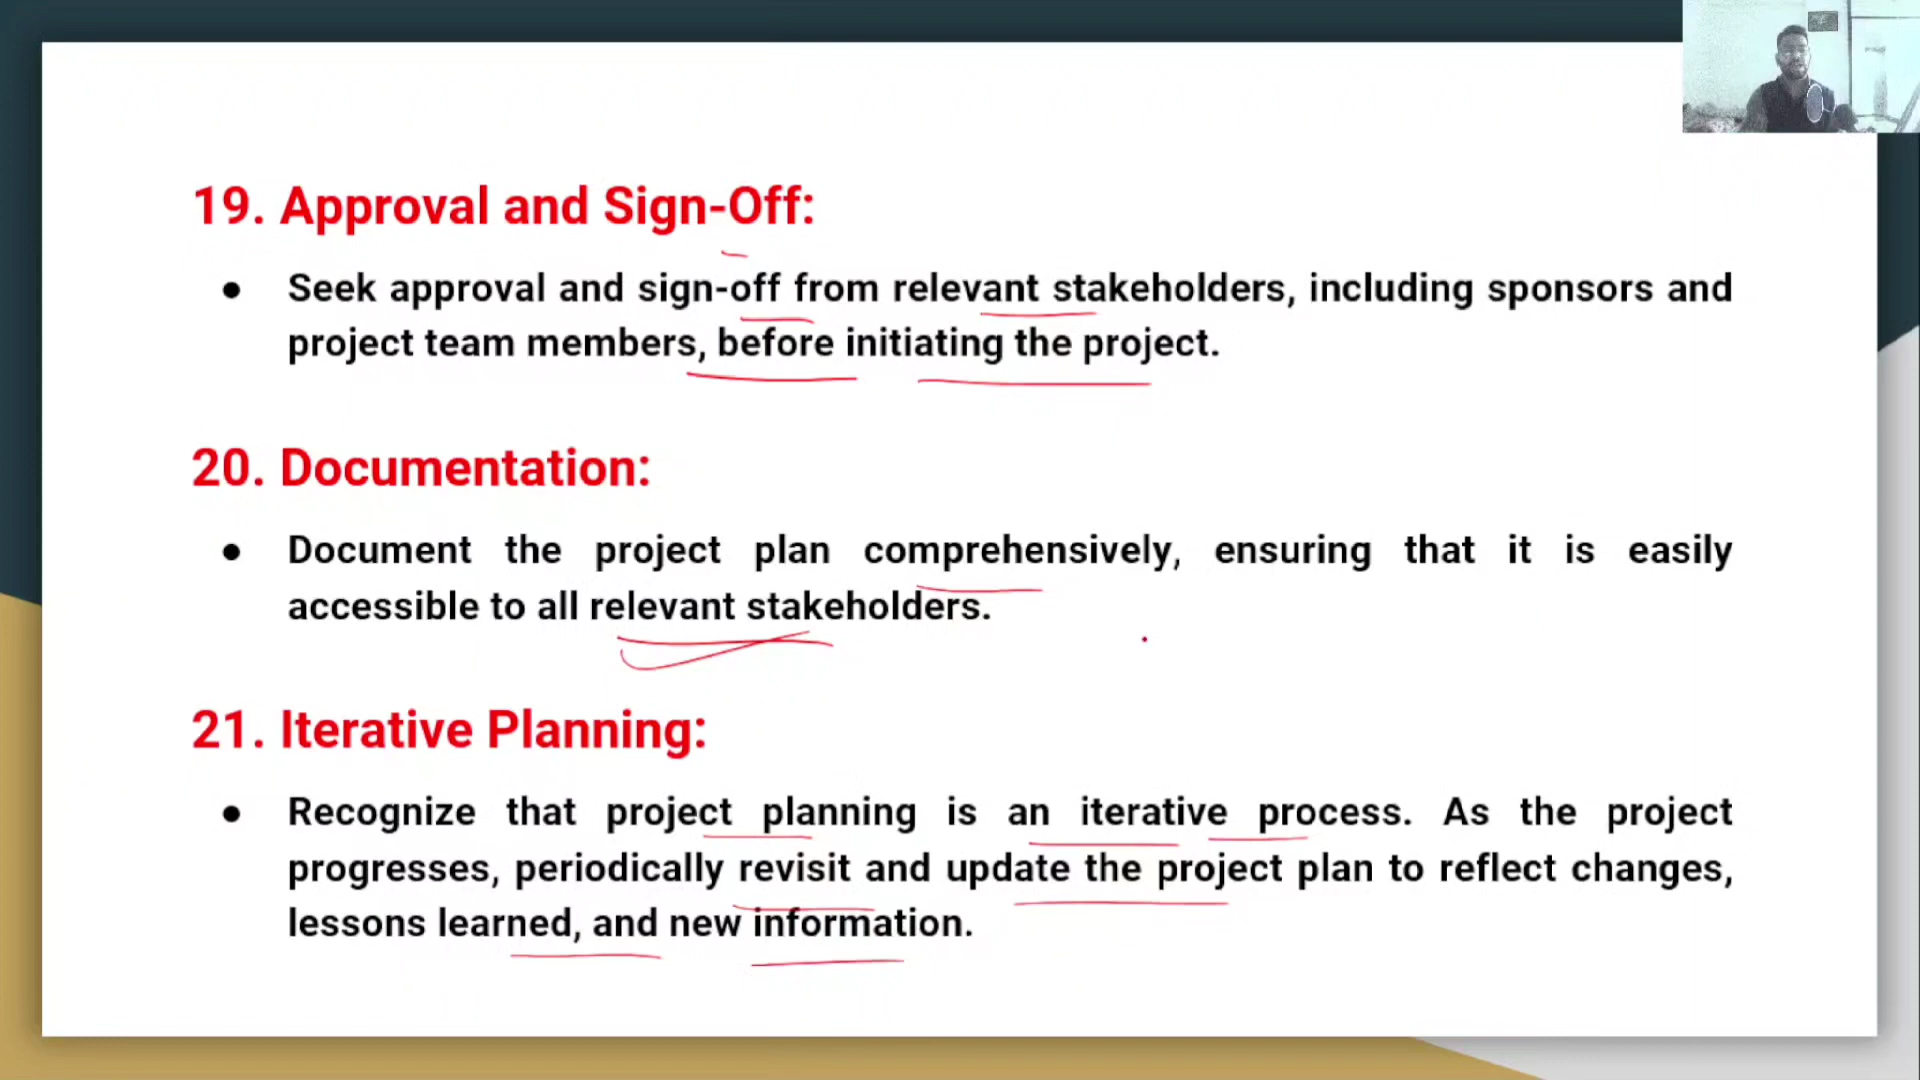 19. Approval and Sign-Off:
● Seek approval and sign-off from relevant stakeholders, including sponsors and
project team members, before initiating the project.
20. Documentation:
● Document the project plan comprehensively, ensuring that it is easily
accessible to all relevant stakeholders.
21. Iterative Planning:
● Recognize that project planning is an iterative process. As the project
progresses, periodically revisit and update the project plan to reflect changes,
lessons learned, and new information.